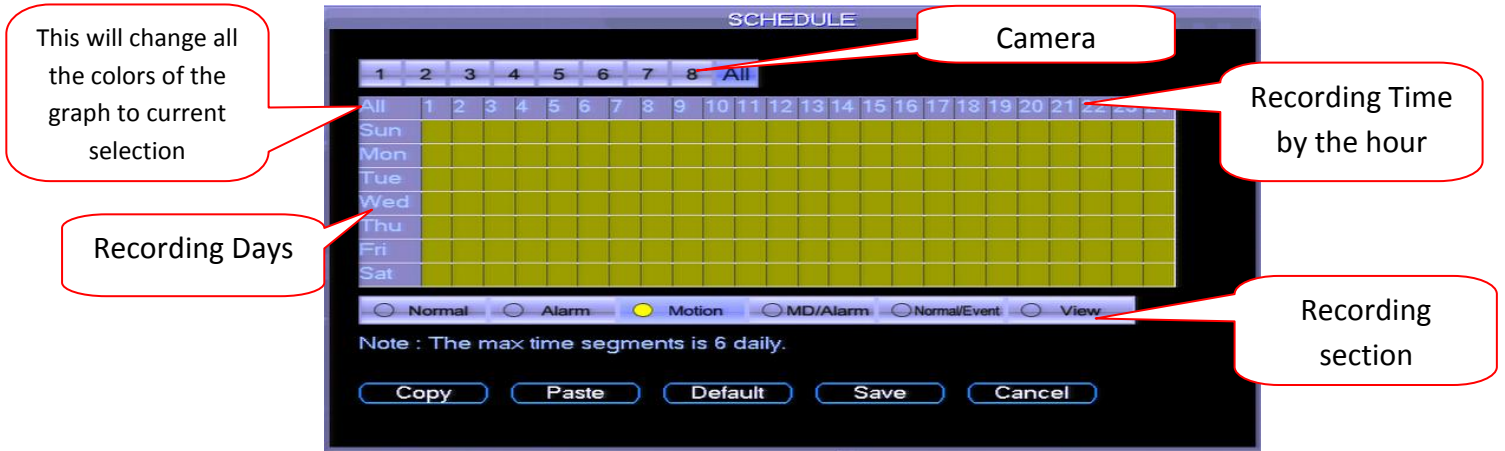 SCHEDULE
This will change all
the colors of the
graph to current
selection
Camera
Recording Time
by the hour
1 2 3 4 5 6 7 8 All
All 1 2 3 4 5 6 7 8 9 10 11 12 13 14 15 16 17 18 19 20 21 22
Sun
Mon
Tue
Wed
Thu
Fri
Sat
Recording Days
Normal Alarm Motion MD/Alarm Normal/Event View
Recording
section
Note : The max time segments is 6 daily.
Copy Paste Default Save Cancel